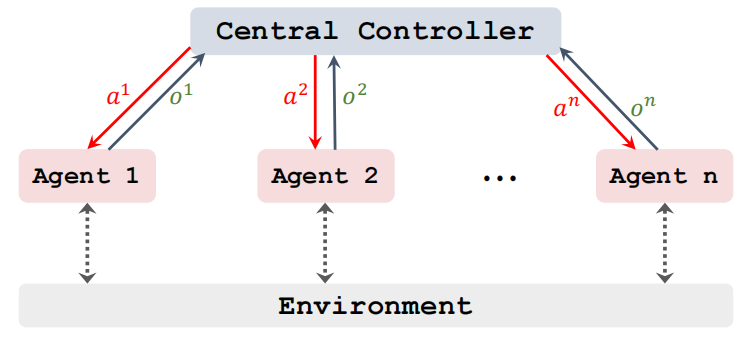 Central Controller
a¹ o¹ a² o² aⁿ oⁿ
Agent 1 Agent 2 ... Agent n
Environment